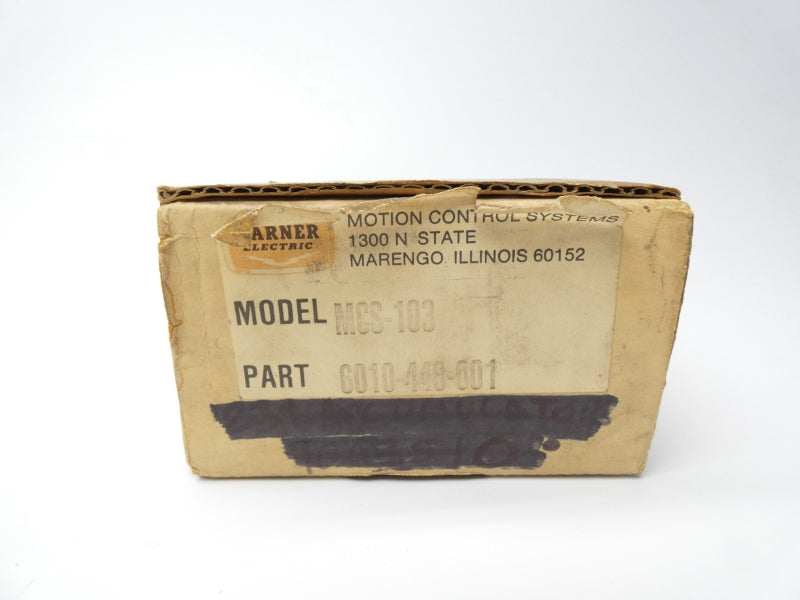 ARNER
ELECTRIC
MOTION CONTROL SYSTEMS
1300 N STATE
MARENGO, ILLINOIS 60152
MODEL MCS-103
PART 6010-448-001